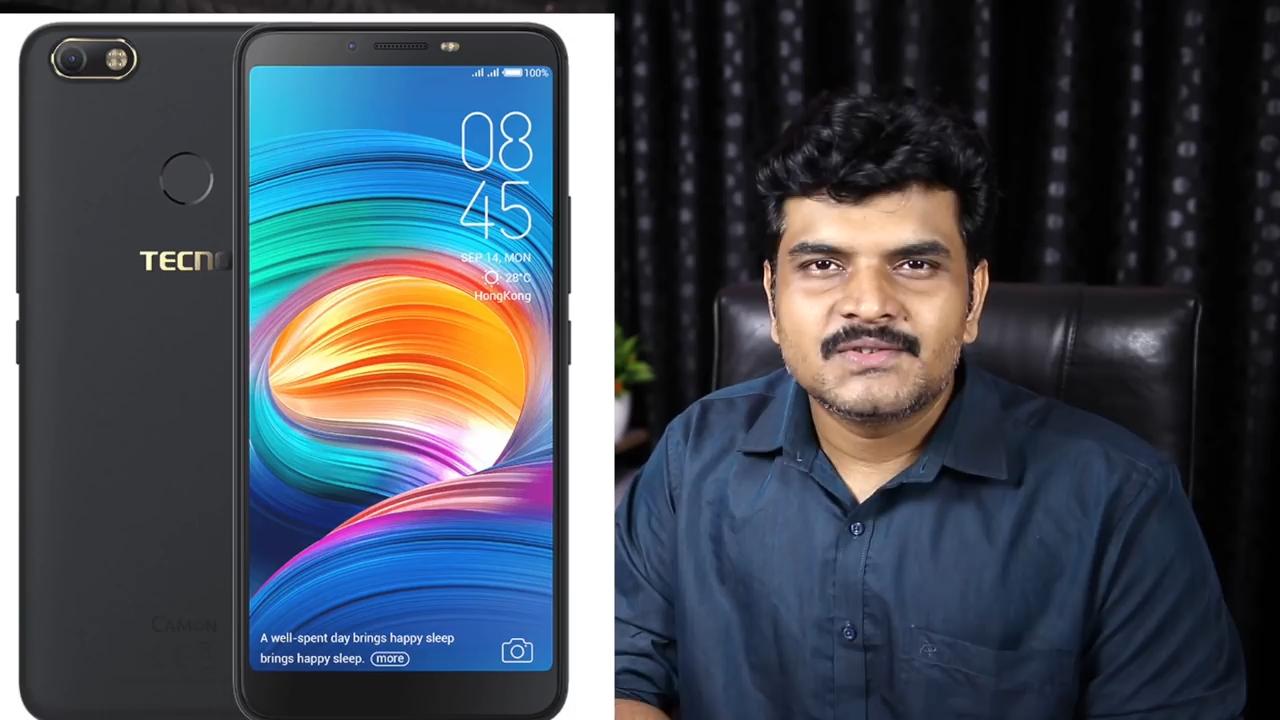 TECNO
CAMON
100%
08
45
SEP 14, MON
28°C
HongKong
A well-spent day brings happy sleep
brings happy sleep. more